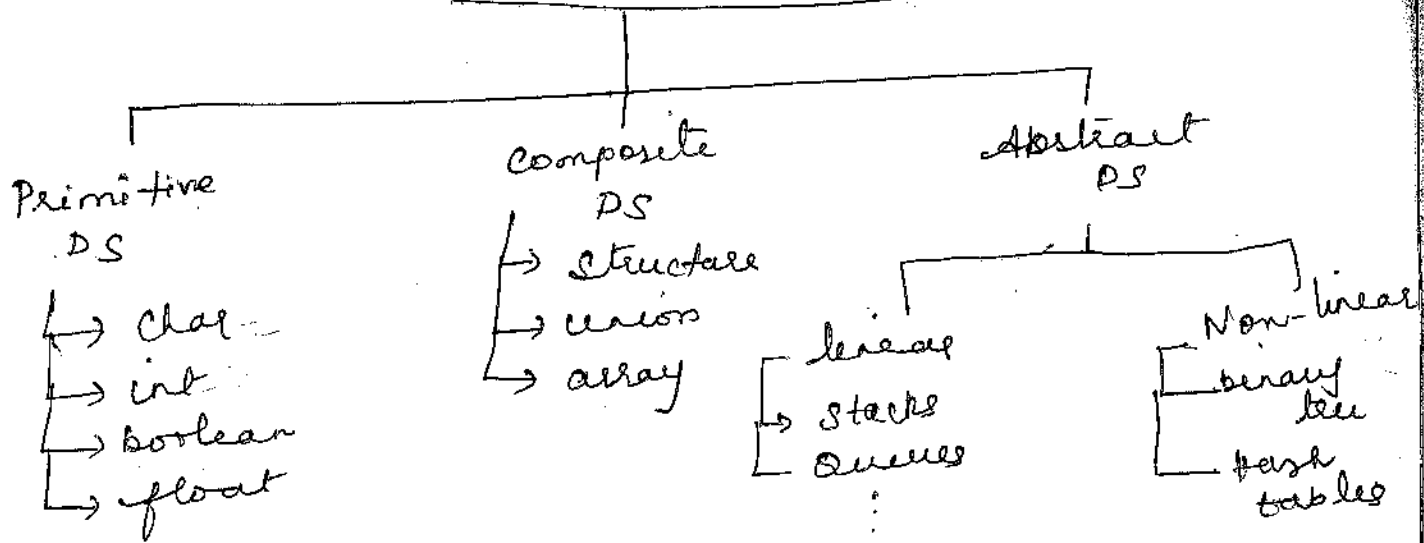 Primitive
DS
char
int
boolean
float
Composite
DS
structure
union
array
Abstract
DS
linear
stacks
Queues
Non-linear
binary
tree
Hash
tables